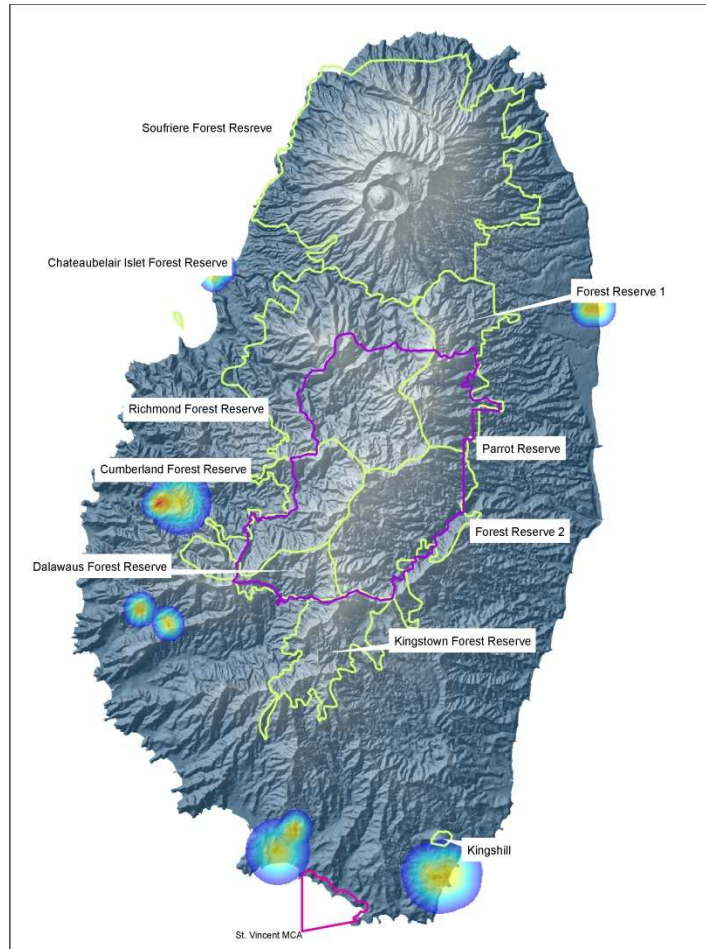 Soufriere Forest Resreve
Chateaubelair Islet Forest Reserve
Forest Reserve 1
Richmond Forest Reserve
Parrot Reserve
Cumberland Forest Reserve
Forest Reserve 2
Dalawaus Forest Reserve
Kingstown Forest Reserve
Kingshill
St. Vincent MCA